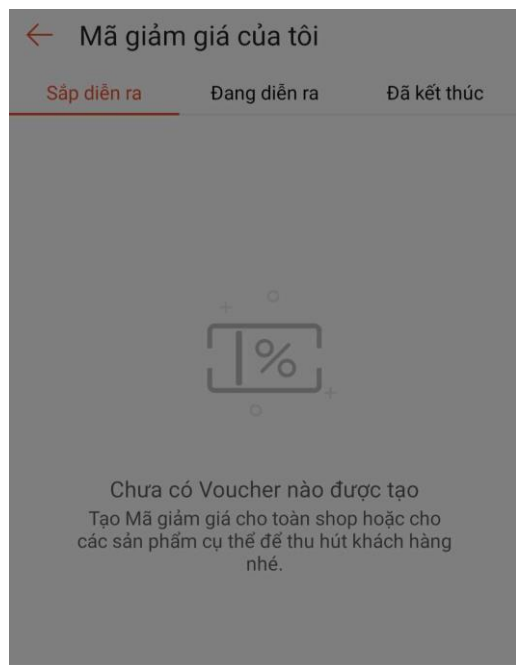 Mã giảm giá của tôi
Sắp diễn ra Đang diễn ra Đã kết thúc
%
Chưa có Voucher nào được tạo
Tạo Mã giảm giá cho toàn shop hoặc cho
các sản phẩm cụ thể để thu hút khách hàng
nhé.